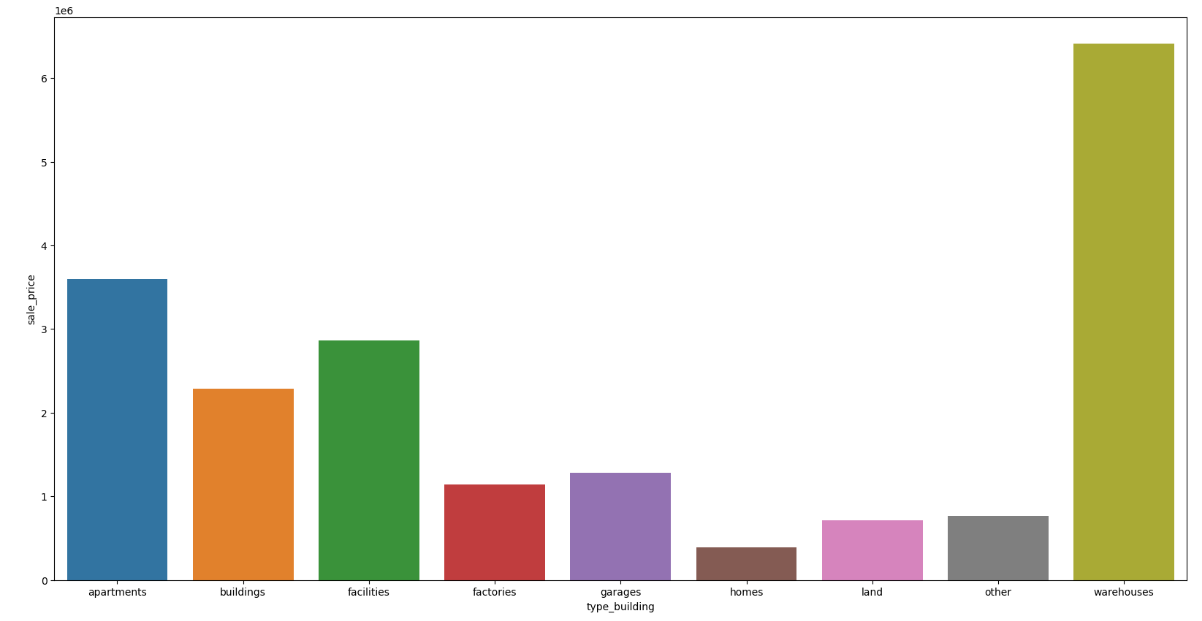 1e6
6
5
4
3
2
1
0
sale_price
apartments buildings facilities factories garages homes land other warehouses
type_building